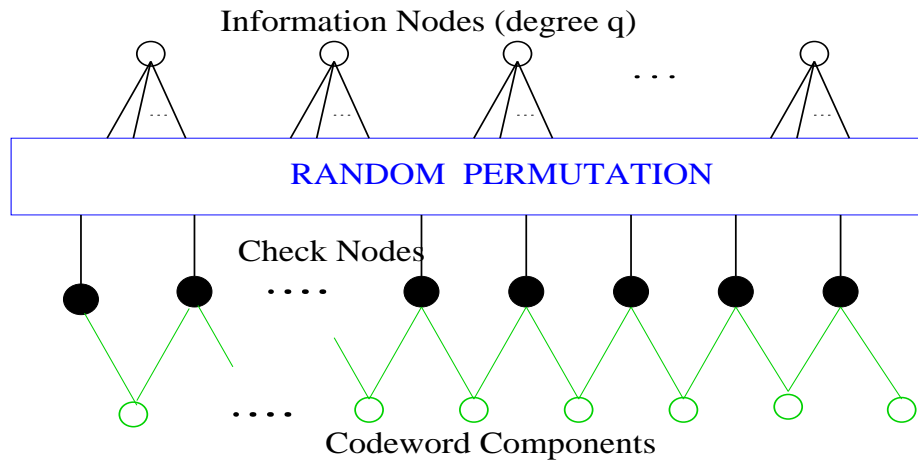 Information Nodes (degree q)
. . .
... ... ... ...
RANDOM PERMUTATION
Check Nodes
. . . .
. . . .
Codeword Components